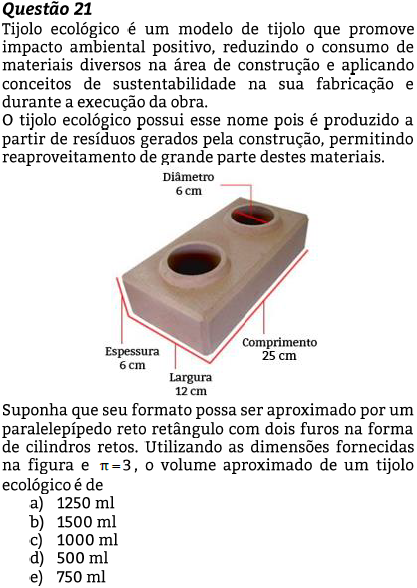 Questão 21
Tijolo ecológico é um modelo de tijolo que promove
impacto ambiental positivo, reduzindo o consumo de
materiais diversos na área de construção e aplicando
conceitos de sustentabilidade na sua fabricação e
durante a execução da obra.
O tijolo ecológico possui esse nome pois é produzido a
partir de resíduos gerados pela construção, permitindo
reaproveitamento de grande parte destes materiais.
Diâmetro
6 cm
Espessura
6 cm
Largura
12 cm
Comprimento
25 cm
Suponha que seu formato possa ser aproximado por um
paralelepípedo reto retângulo com dois furos na forma
de cilindros retos. Utilizando as dimensões fornecidas
na figura e π=3, o volume aproximado de um tijolo
ecológico é de
a) 1250 ml
b) 1500 ml
c) 1000 ml
d) 500 ml
e) 750 ml